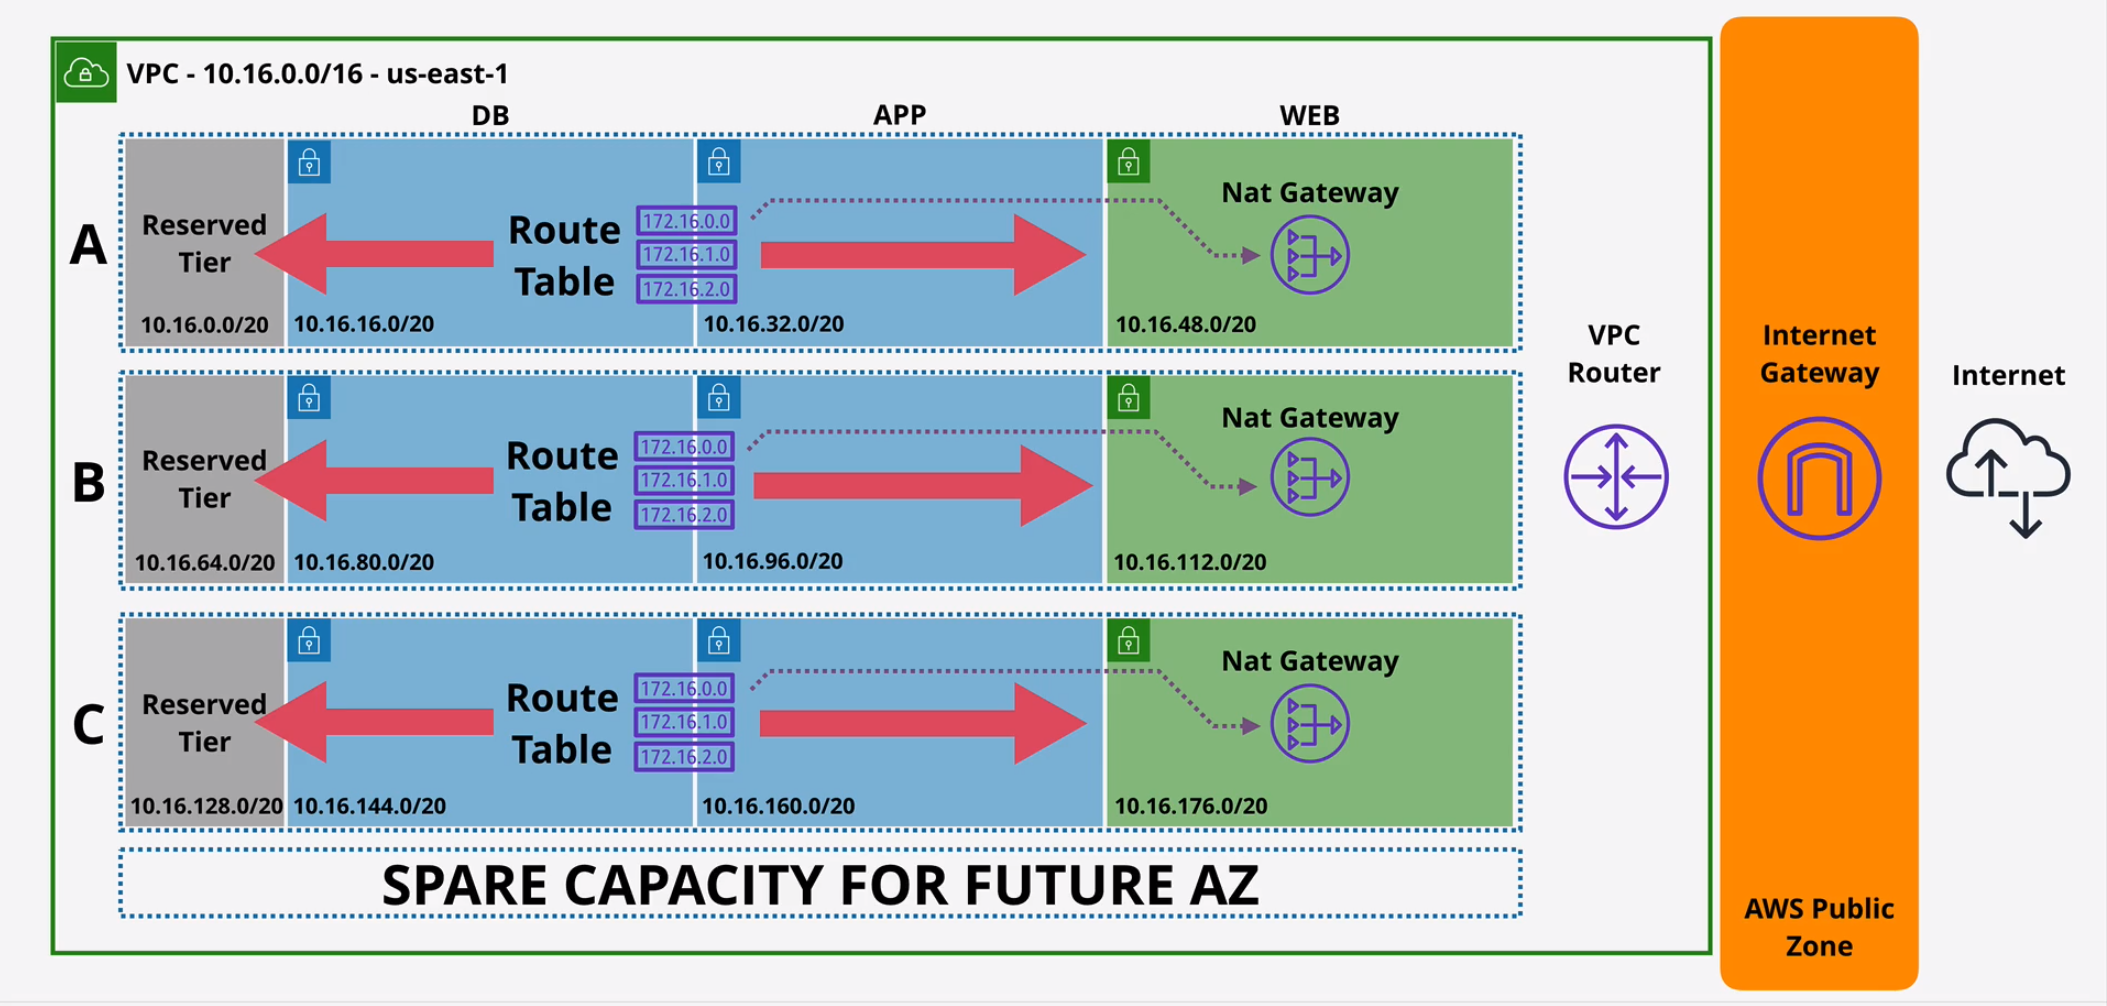 VPC - 10.16.0.0/16 - us-east-1
DB
APP
WEB
A
Reserved
Tier
10.16.0.0/20
Route
Table
172.16.0.0
172.16.1.0
172.16.2.0
10.16.16.0/20
10.16.32.0/20
Nat Gateway
10.16.48.0/20
B
Reserved
Tier
10.16.64.0/20
Route
Table
172.16.0.0
172.16.1.0
172.16.2.0
10.16.80.0/20
10.16.96.0/20
Nat Gateway
10.16.112.0/20
C
Reserved
Tier
10.16.128.0/20
Route
Table
172.16.0.0
172.16.1.0
172.16.2.0
10.16.144.0/20
10.16.160.0/20
Nat Gateway
10.16.176.0/20
SPARE CAPACITY FOR FUTURE AZ
VPC
Router
Internet
Gateway
AWS Public
Zone
Internet